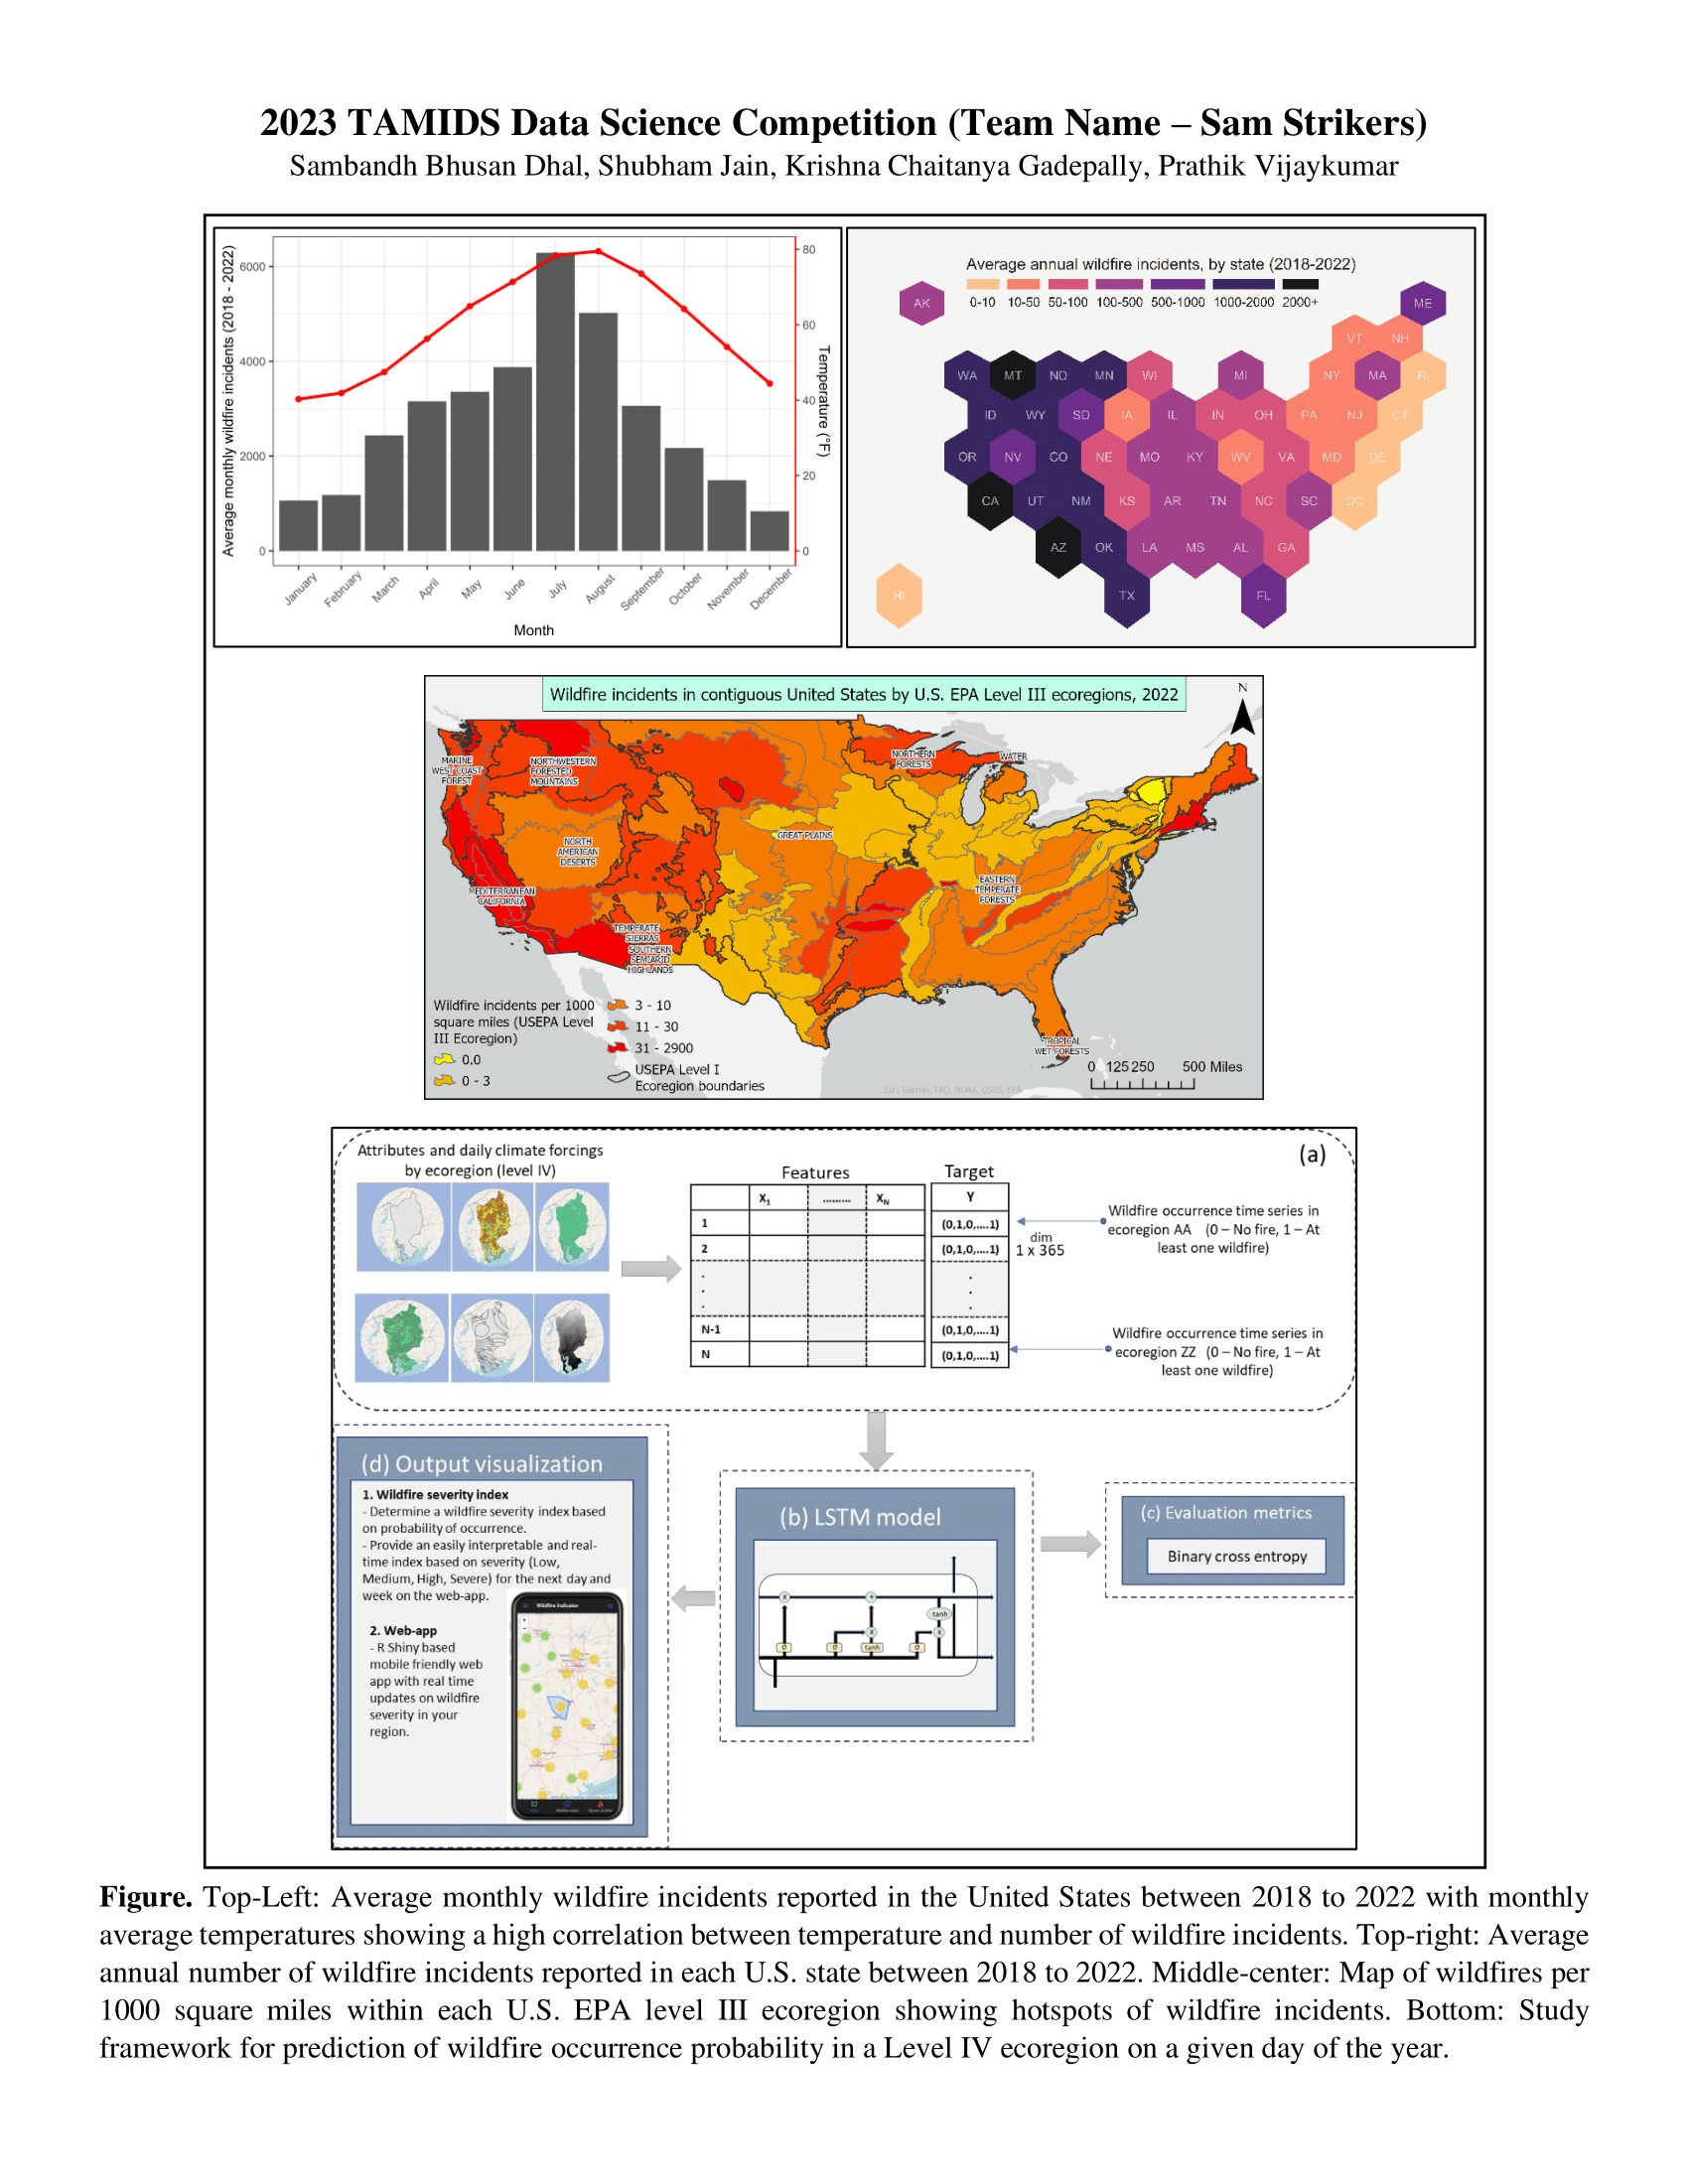 2023 TAMIDS Data Science Competition (Team Name – Sam Strikers)
Sambandh Bhusan Dhal, Shubham Jain, Krishna Chaitanya Gadepally, Prathik Vijaykumar
Average monthly wildfire incidents (2018 - 2022)
6000
4000
2000
0
80
60
40
20
0
Temperature (°F)
January
February
March
April
May
June
July
August
September
October
November
December
Month
Average annual wildfire incidents, by state (2018-2022)
0-10 10-50 50-100 100-500 500-1000 1000-2000 2000+
AK ME
VT NH
WA MT ND MN WI MI NY MA RI
ID WY SD IA IL IN OH PA NJ CT
OR NV CO NE MO KY WV VA MD DE
CA UT NM KS AR TN NC SC DC
AZ OK LA MS AL GA
HI TX FL
Wildfire incidents in contiguous United States by U.S. EPA Level III ecoregions, 2022
N
MARINE
WEST COAST
FOREST
NORTHWESTERN
FORESTED
MOUNTAINS
NORTHERN
FORESTS
WATER
NORTH
AMERICAN
DESERTS
GREAT PLAINS
MEDITERRANEAN
CALIFORNIA
EASTERN
TEMPERATE
FORESTS
TEMPERATE
SIERRAS
SOUTHERN
SEMIARID
HIGHLANDS
TROPICAL
WET FORESTS
Wildfire incidents per 1000
square miles (USEPA Level
III Ecoregion)
0.0
0 - 3
3 - 10
11 - 30
31 - 2900
USEPA Level I
Ecoregion boundaries
0 125 250 500 Miles
Esri, Garmin, FAO, NOAA, USGS, EPA
(a)
Attributes and daily climate forcings
by ecoregion (level IV)
Features Target
X1 ......... XN Y
1 (0,1,0,....1)
2 (0,1,0,....1)
.
.
.
.
.
.
N-1 (0,1,0,....1)
N (0,1,0,....1)
dim
1 x 365
Wildfire occurrence time series in
ecoregion AA (0 – No fire, 1 – At
least one wildfire)
Wildfire occurrence time series in
ecoregion ZZ (0 – No fire, 1 – At
least one wildfire)
(d) Output visualization
1. Wildfire severity index
- Determine a wildfire severity index based
on probability of occurrence.
- Provide an easily interpretable and real-
time index based on severity (Low,
Medium, High, Severe) for the next day and
week on the web-app.
2. Web-app
- R Shiny based
mobile friendly web
app with real time
updates on wildfire
severity in your
region.
Wildfire Indicator
(b) LSTM model
x + tanh
x x
σ σ tanh σ
(c) Evaluation metrics
Binary cross entropy
Figure. Top-Left: Average monthly wildfire incidents reported in the United States between 2018 to 2022 with monthly
average temperatures showing a high correlation between temperature and number of wildfire incidents. Top-right: Average
annual number of wildfire incidents reported in each U.S. state between 2018 to 2022. Middle-center: Map of wildfires per
1000 square miles within each U.S. EPA level III ecoregion showing hotspots of wildfire incidents. Bottom: Study
framework for prediction of wildfire occurrence probability in a Level IV ecoregion on a given day of the year.